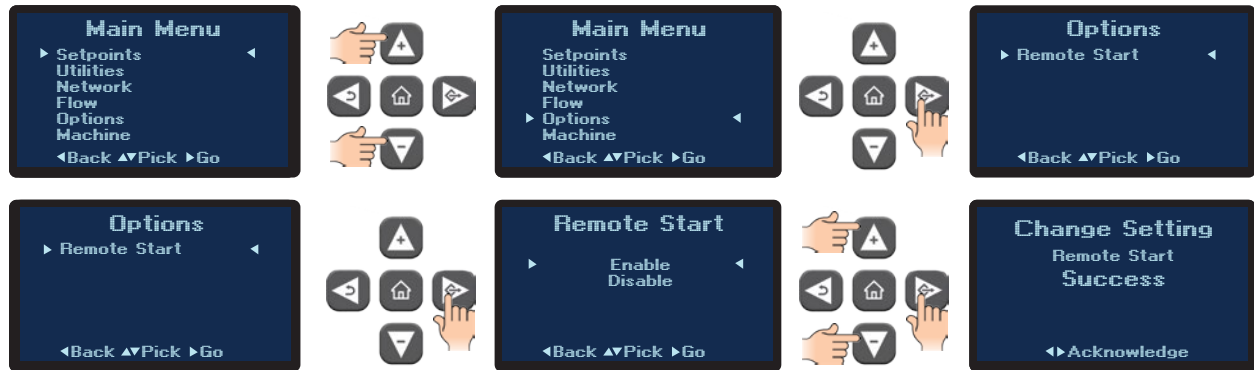 Main Menu
Setpoints
Utilities
Network
Flow
Options
Machine
◀Back ▲▼Pick ▶Go
+
−
Main Menu
Setpoints
Utilities
Network
Flow
Options
Machine
◀Back ▲▼Pick ▶Go
+
−
Options
Remote Start
◀Back ▲▼Pick ▶Go
Options
Remote Start
◀Back ▲▼Pick ▶Go
+
−
Remote Start
Enable
Disable
◀Back ▲▼Pick ▶Go
+
−
Change Setting
Remote Start
Success
◀▶Acknowledge